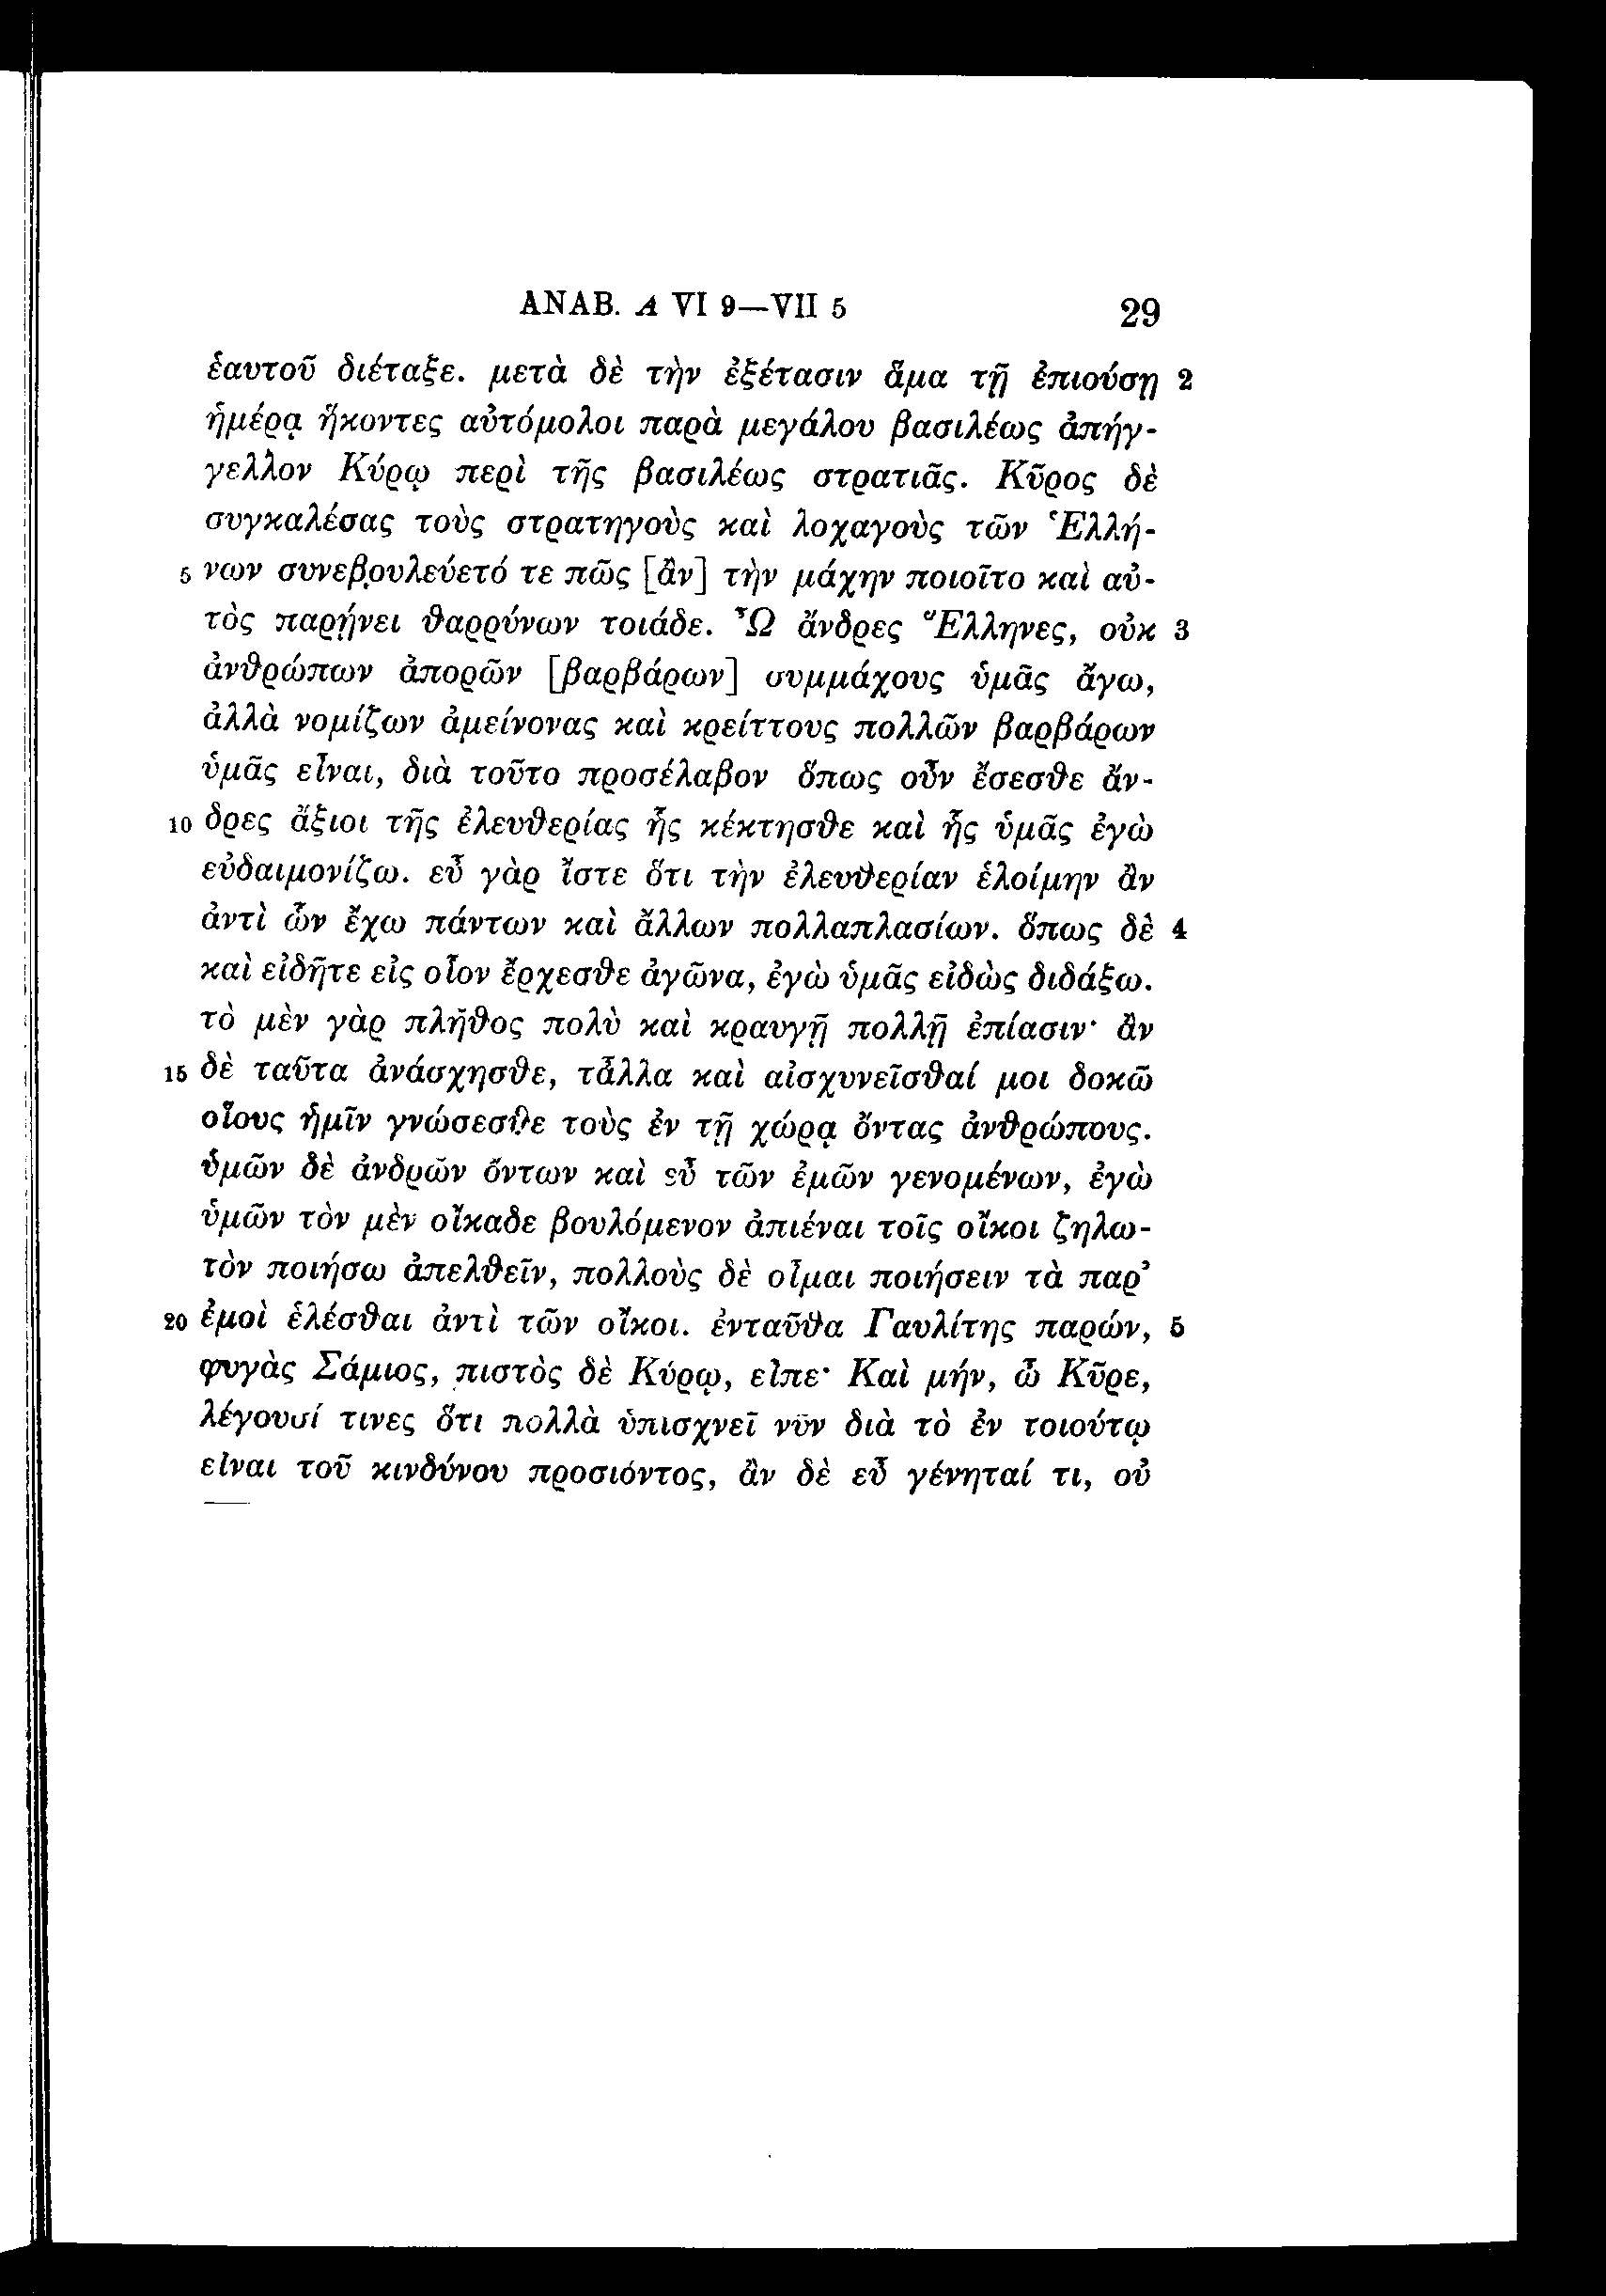 ANAB. A VI 9—VII 5 29
ἑαυτοῦ διέταξε. μετὰ δὲ τὴν ἐξέτασιν ἅμα τῇ ἐπιούσῃ 2
ἡμέρᾳ ἥκοντες αὐτόμολοι παρὰ μεγάλου βασιλέως ἀπήγ-
γελλον Κύρῳ περὶ τῆς βασιλέως στρατιᾶς. Κῦρος δὲ
συγκαλέσας τοὺς στρατηγοὺς καὶ λοχαγοὺς τῶν Ἑλλή-
5 νων συνεβουλεύετό τε πῶς [ἂν] τὴν μάχην ποιοῖτο καὶ αὐ-
τὸς παρῄνει θαρρύνων τοιάδε. Ὦ ἄνδρες Ἕλληνες, οὐκ 3
ἀνθρώπων ἀπορῶν [βαρβάρων] συμμάχους ὑμᾶς ἄγω,
ἀλλὰ νομίζων ἀμείνονας καὶ κρείττους πολλῶν βαρβάρων
ὑμᾶς εἶναι, διὰ τοῦτο προσέλαβον ὅπως οὖν ἔσεσθε ἄν-
10 δρες ἄξιοι τῆς ἐλευθερίας ἧς κέκτησθε καὶ ἧς ὑμᾶς ἐγὼ
εὐδαιμονίζω. εὖ γὰρ ἴστε ὅτι τὴν ἐλευθερίαν ἑλοίμην ἂν
ἀντὶ ὧν ἔχω πάντων καὶ ἄλλων πολλαπλασίων. ὅπως δὲ 4
καὶ εἰδῆτε εἰς οἷον ἔρχεσθε ἀγῶνα, ἐγὼ ὑμᾶς εἰδὼς διδάξω.
τὸ μὲν γὰρ πλῆθος πολὺ καὶ κραυγῇ πολλῇ ἐπίασιν· ἂν
15 δὲ ταῦτα ἀνάσχησθε, τἆλλα καὶ αἰσχυνεῖσθαί μοι δοκῶ
οἵους ἡμῖν γνώσεσθε τοὺς ἐν τῇ χώρᾳ ὄντας ἀνθρώπους.
ὑμῶν δὲ ἀνδρῶν ὄντων καὶ εὖ τῶν ἐμῶν γενομένων, ἐγὼ
ὑμῶν τὸν μὲν οἴκαδε βουλόμενον ἀπιέναι τοῖς οἴκοι ζηλω-
τὸν ποιήσω ἀπελθεῖν, πολλοὺς δὲ οἶμαι ποιήσειν τὰ παρ’
20 ἐμοὶ ἑλέσθαι ἀντὶ τῶν οἴκοι. ἐνταῦθα Γαυλίτης παρών, 5
φυγὰς Σάμιος, πιστὸς δὲ Κύρῳ, εἶπε· Καὶ μήν, ὦ Κῦρε,
λέγουσί τινες ὅτι πολλὰ ὑπισχνεῖ νῦν διὰ τὸ ἐν τοιούτῳ
εἶναι τοῦ κινδύνου προσιόντος, ἂν δὲ εὖ γένηταί τι, οὐ